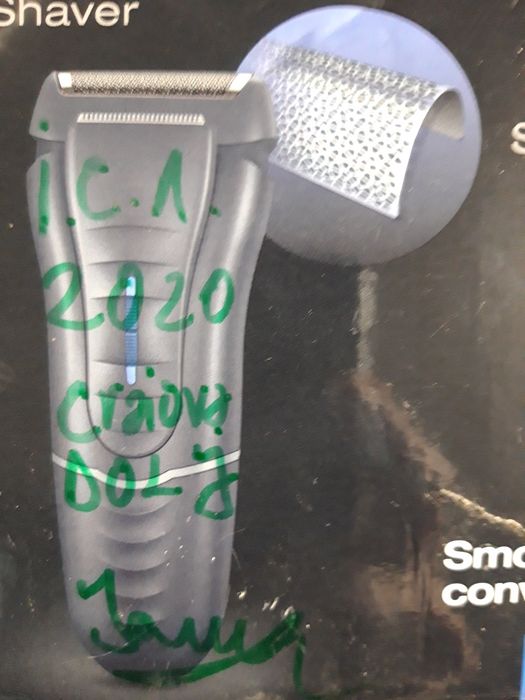 Shaver
i.C.A.
2020
Craiova
DOLJ
Smo
conv